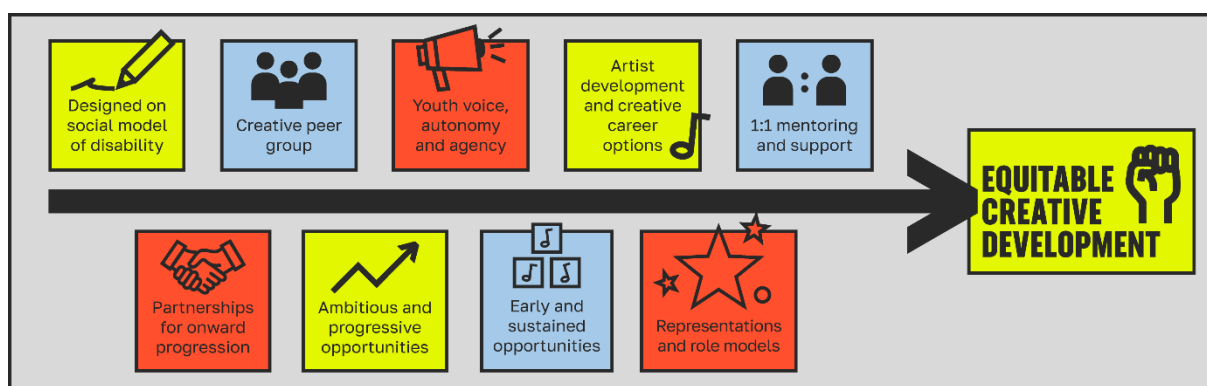 Designed on
social model
of disability
Creative peer
group
Youth voice,
autonomy
and agency
Artist
development
and creative
career
options
1:1 mentoring
and support
EQUITABLE
CREATIVE
DEVELOPMENT
Partnerships
for onward
progression
Ambitious and
progressive
opportunities
Early and
sustained
opportunities
Representations
and role models